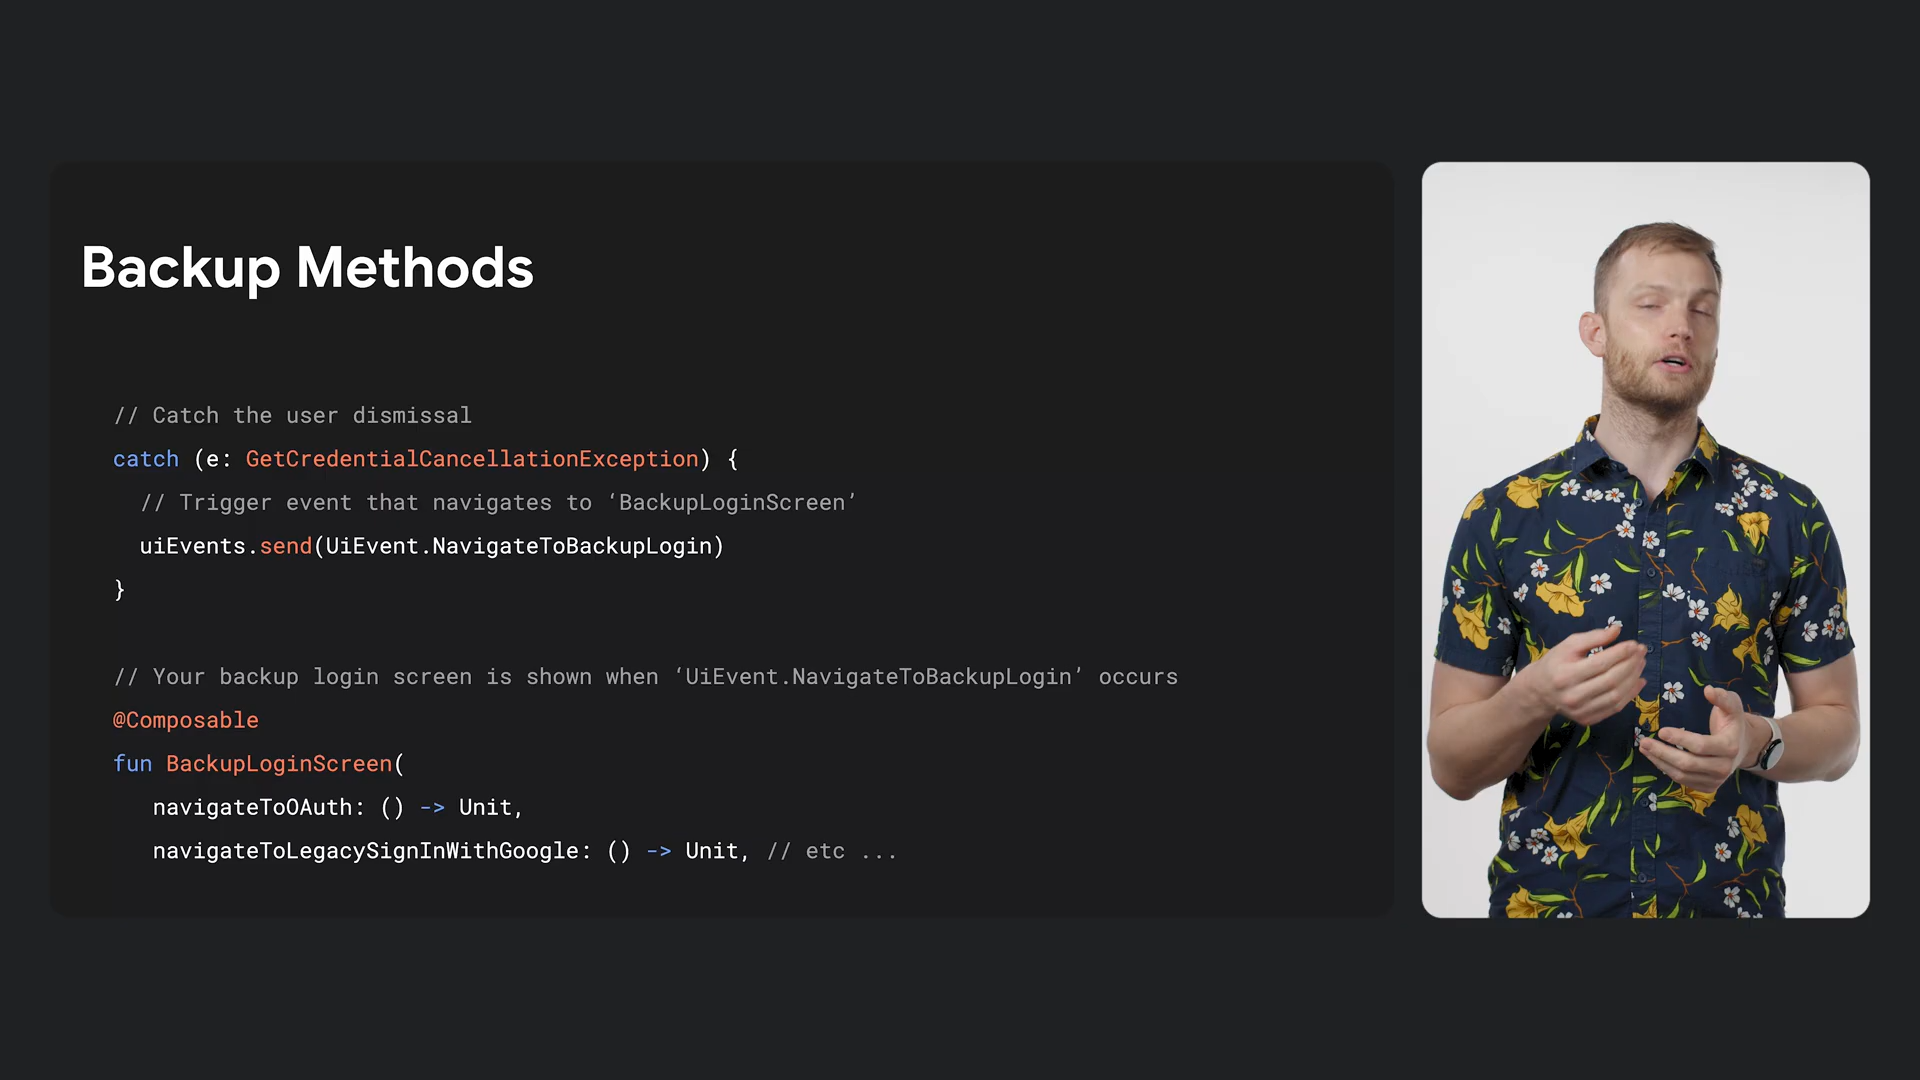 Backup Methods
// Catch the user dismissal
catch (e: GetCredentialCancellationException) {
// Trigger event that navigates to ‘BackupLoginScreen’
uiEvents.send(UiEvent.NavigateToBackupLogin)
}
// Your backup login screen is shown when ‘UiEvent.NavigateToBackupLogin’ occurs
@Composable
fun BackupLoginScreen(
navigateToOAuth: () -> Unit,
navigateToLegacySignInWithGoogle: () -> Unit, // etc ...